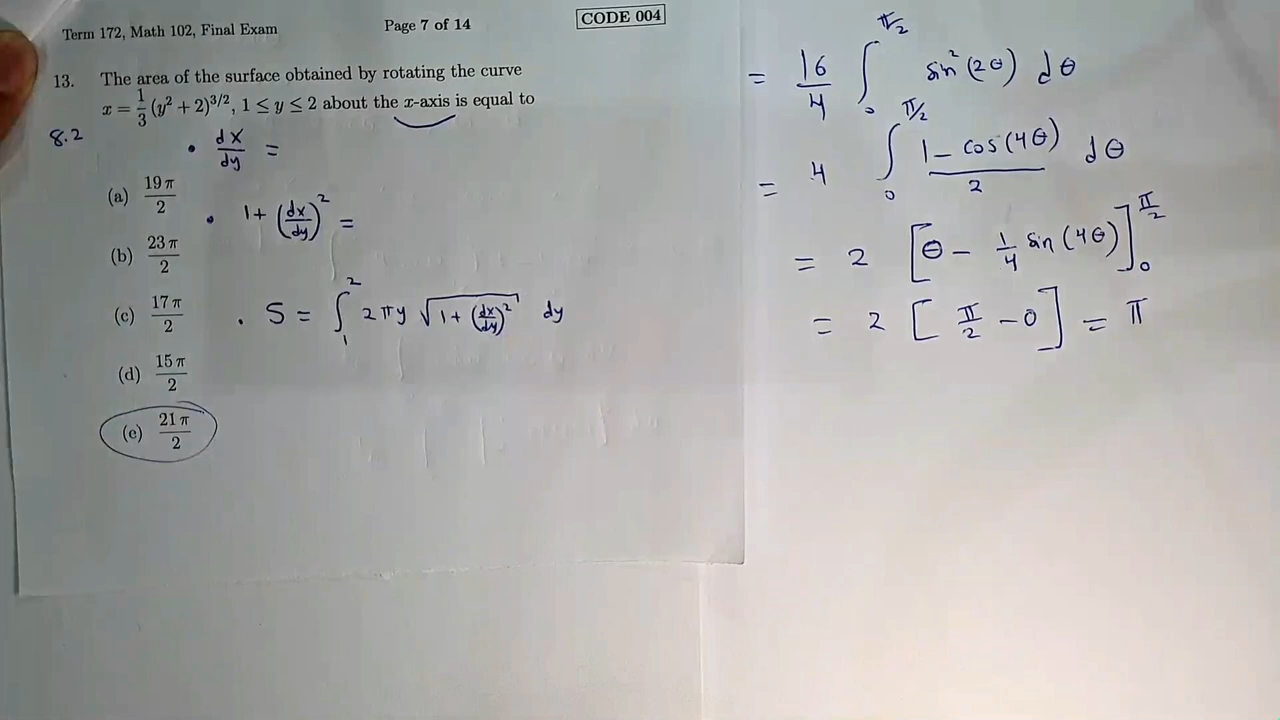 Term 172, Math 102, Final Exam Page 7 of 14 CODE 004
13. The area of the surface obtained by rotating the curve
x = 1/3 (y² + 2)^{3/2}, 1 ≤ y ≤ 2 about the x-axis is equal to
8.2
• dx/dy =
(a) 19π/2
• 1 + (dx/dy)² =
(b) 23π/2
(c) 17π/2
• S = ∫₁² 2πy √(1 + (dx/dy)²) dy
(d) 15π/2
(e) 21π/2
= 16/4 ∫₀^{π/2} sin²(2θ) dθ
= 4 ∫₀^{π/2} (1 − cos(4θ))/2 dθ
= 2 [θ − 1/4 sin(4θ)]₀^{π/2}
= 2 [π/2 − 0] = π